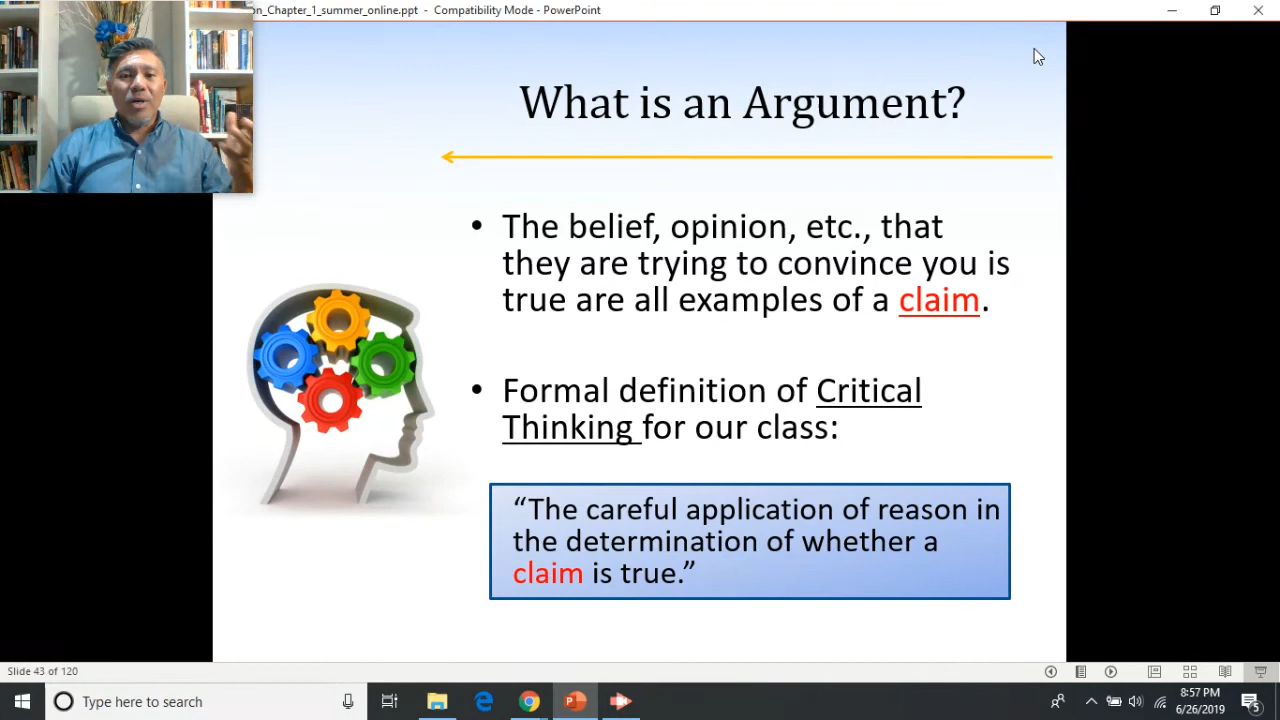 on_Chapter_1_summer_online.ppt - Compatibility Mode - PowerPoint
What is an Argument?
• The belief, opinion, etc., that
they are trying to convince you is
true are all examples of a claim.
• Formal definition of Critical
Thinking for our class:
“The careful application of reason in
the determination of whether a
claim is true.”
Slide 43 of 120
Type here to search
8:57 PM
6/26/2019
5